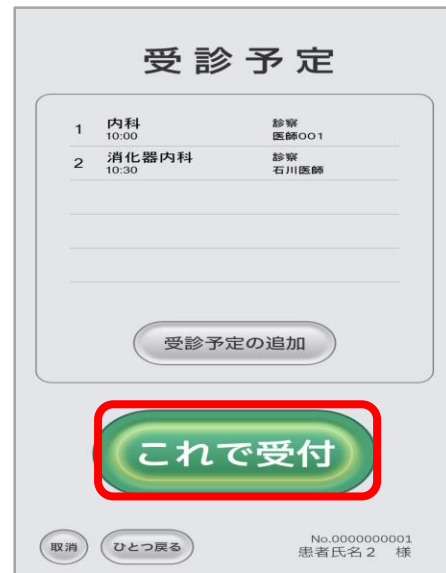 受診予定
1 内科 診察
10:00 医師001
2 消化器内科 診察
10:30 石川医師
受診予定の追加
これで受付
取消 ひとつ戻る No.0000000001
患者氏名2 様